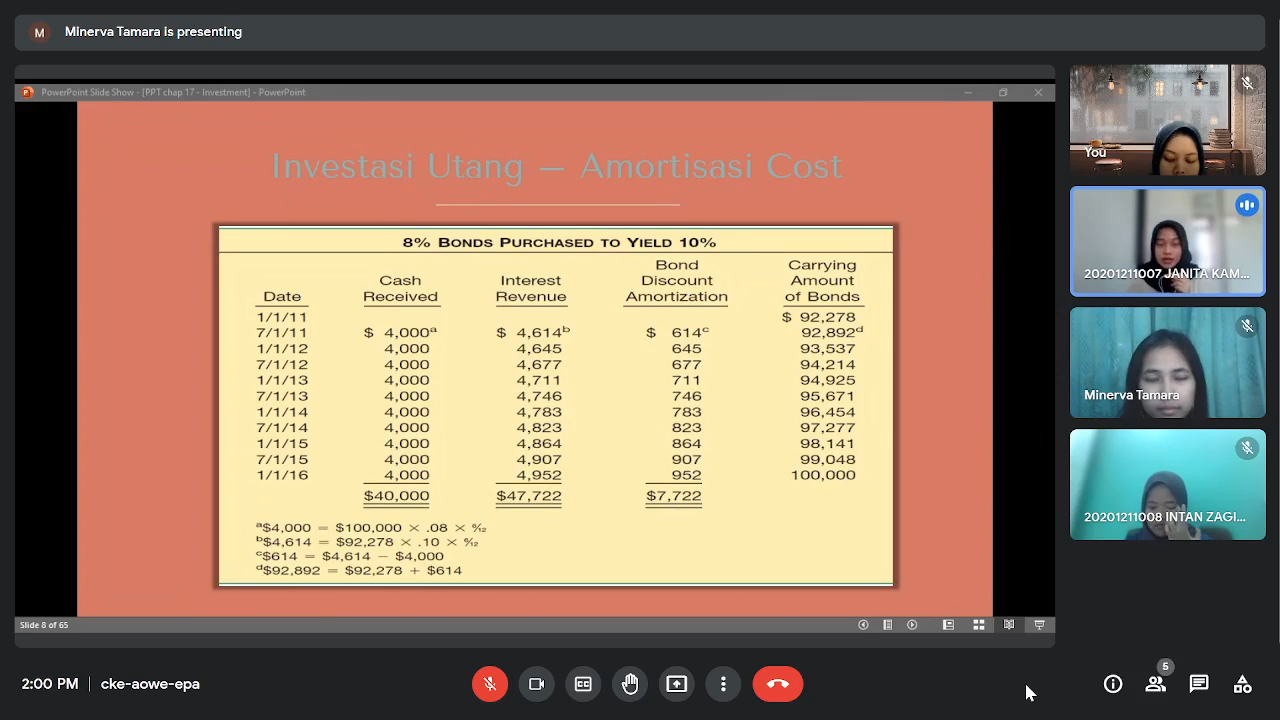 M Minerva Tamara is presenting
PowerPoint Slide Show - [PPT chap 17 - Investment] - PowerPoint
Investasi Utang – Amortisasi Cost
8% BONDS PURCHASED TO YIELD 10%
Date Cash Received Interest Revenue Bond Discount Amortization Carrying Amount of Bonds
1/1/11 $ 92,278
7/1/11 $ 4,000a $ 4,614b $ 614c 92,892d
1/1/12 4,000 4,645 645 93,537
7/1/12 4,000 4,677 677 94,214
1/1/13 4,000 4,711 711 94,925
7/1/13 4,000 4,746 746 95,671
1/1/14 4,000 4,783 783 96,454
7/1/14 4,000 4,823 823 97,277
1/1/15 4,000 4,864 864 98,141
7/1/15 4,000 4,907 907 99,048
1/1/16 4,000 4,952 952 100,000
$40,000 $47,722 $7,722
a$4,000 = $100,000 × .08 × 6/12
b$4,614 = $92,278 × .10 × 6/12
c$614 = $4,614 − $4,000
d$92,892 = $92,278 + $614
Slide 8 of 65
You
20201211007 JANITA KAM...
Minerva Tamara
20201211008 INTAN ZAGI...
2:00 PM | cke-aowe-epa
5